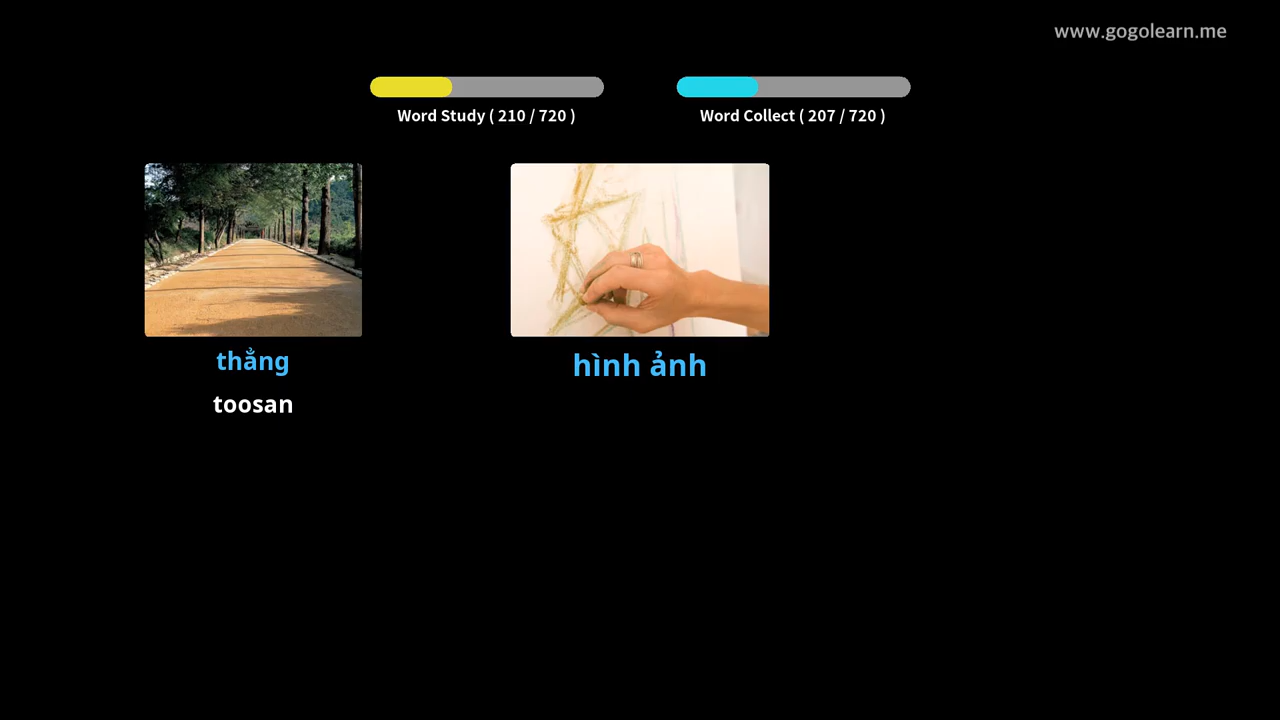 www.gogolearn.me
Word Study ( 210 / 720 )
Word Collect ( 207 / 720 )
thẳng
toosan
hình ảnh